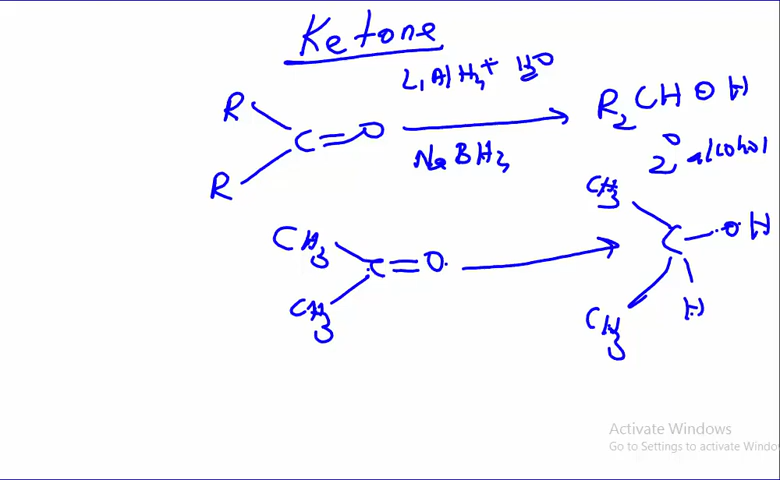 Ketone
LiAlH4 + H2O
R
R
C=O
NaBH4
R2CHOH
2° alcohol
CH3
CH3
C=O
CH3
C-OH
H
CH3
Activate Windows
Go to Settings to activate Windo